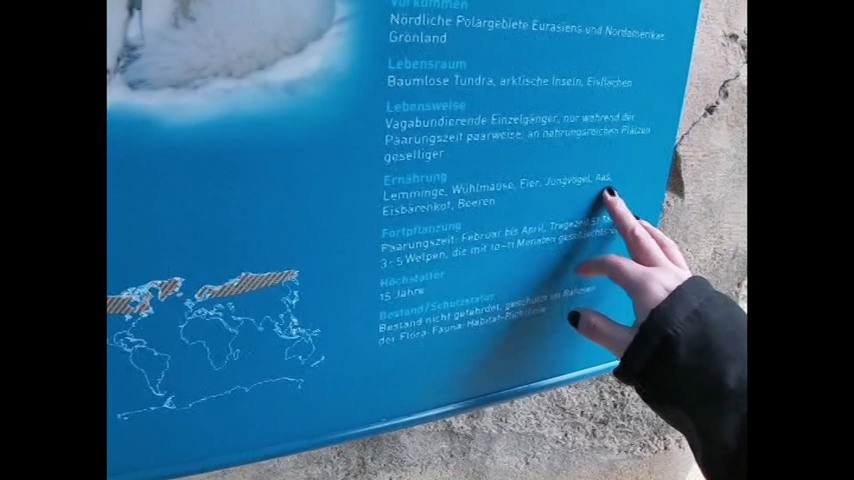 Vorkommen
Nördliche Polargebiete Eurasiens und Nordamerikas
Grönland
Lebensraum
Baumlose Tundra, arktische Inseln, Eisflächen
Lebensweise
Vagabundierende Einzelgänger, nur während der
Paarungszeit paarweise, an nahrungsreichen Plätzen
geselliger
Ernährung
Lemminge, Wühlmäuse, Eier, Jungvögel, Aas,
Eisbärenkot, Beeren
Fortpflanzung
Paarungszeit: Februar bis April, Tragezeit 51
3-5 Welpen, die mit 10-11 Monaten
Höchstalter
15 Jahre
Bestand/Schutzstatus
Bestand nicht gefährdet, geschützt im Rahmen
der Flora-Fauna-Habitat-Richtlinie